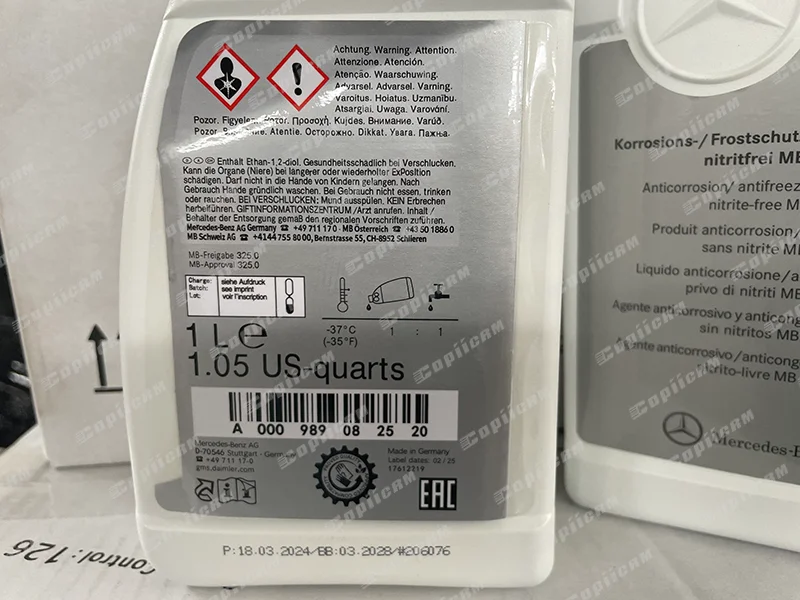 Achtung. Warning. Attention.
Attenzione. Atención.
Atenção. Waarschuwing.
Advarsel. Advarsel. Varning.
Varoitus. Hoiatus. Uzmanību.
Atsargiai. Uwaga. Varování.
Pozor. Figyelem. Pozor. Προσοχή. Kujdes. Внимание. Varúð.
Pozor. Atentie. Осторожно. Dikkat. Увага. Пажња.
Enthält Ethan-1,2-diol. Gesundheitsschädlich bei Verschlucken.
Kann die Organe (Niere) bei längerer oder wiederholter ExPosition
schädigen. Darf nicht in die Hände von Kindern gelangen. Nach
Gebrauch Hände gründlich waschen. Bei Gebrauch nicht essen, trinken
oder rauchen. BEI VERSCHLUCKEN: Mund ausspülen. KEIN Erbrechen
herbeiführen. GIFTINFORMATIONSZENTRUM /Arzt anrufen. Inhalt /
Behälter der Entsorgung gemäß den regionalen Vorschriften zuführen.
Mercedes-Benz AG Germany ☎ +49 711 17 0 · MB Österreich ☎ +43 50 1886 0
MB Schweiz AG ☎ +41 44 755 80 00, Bernstrasse 55, CH-8952 Schlieren
MB-Freigabe 325.0
MB-Approval 325.0
Charge: siehe Aufdruck
Batch: see imprint
Lot: voir l'inscription
-37°C 1 : 1
(-35°F)
1 L ℮
1.05 US-quarts
A 000 989 08 25 20
Mercedes-Benz AG
D-70546 Stuttgart · Germany
☎ +49 711 17-0
gms.daimler.com
Made in Germany
Label dates: 02/25
17612219
EAC
P:18.03.2024/BB:03.2028/#206076
Korrosions-/ Frostschutz
nitritfrei MB
Anticorrosion/ antifreez
nitrite-free MB
Produit anticorrosion/
sans nitrite MB
Liquido anticorrosione/a
privo di nitriti MB
Agente anticorrosivo y anticong
sin nitritos MB
Agente anticorrosivo/anticong
nitrito-livre MB
Mercedes-Be
Control: 126
Copiicam